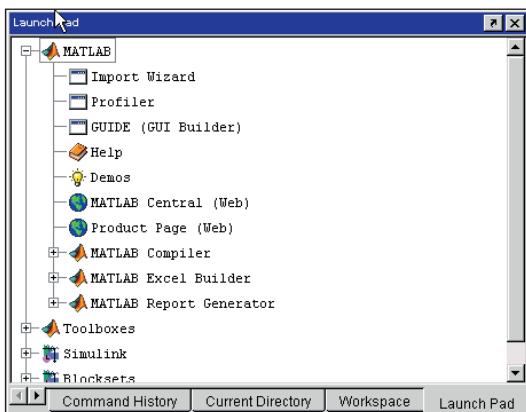 Launch Pad
MATLAB
Import Wizard
Profiler
GUIDE (GUI Builder)
Help
Demos
MATLAB Central (Web)
Product Page (Web)
MATLAB Compiler
MATLAB Excel Builder
MATLAB Report Generator
Toolboxes
Simulink
Blocksets
Command History Current Directory Workspace Launch Pad